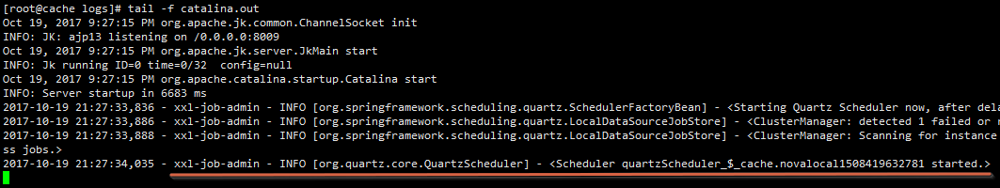 [root@cache logs]# tail -f catalina.out
Oct 19, 2017 9:27:15 PM org.apache.jk.common.ChannelSocket init
INFO: JK: ajp13 listening on /0.0.0.0:8009
Oct 19, 2017 9:27:15 PM org.apache.jk.server.JkMain start
INFO: Jk running ID=0 time=0/32  config=null
Oct 19, 2017 9:27:15 PM org.apache.catalina.startup.Catalina start
INFO: Server startup in 6683 ms
2017-10-19 21:27:33,836 - xxl-job-admin - INFO [org.springframework.scheduling.quartz.SchedulerFactoryBean] - <Starting Quartz Scheduler now, after dela
2017-10-19 21:27:33,886 - xxl-job-admin - INFO [org.springframework.scheduling.quartz.LocalDataSourceJobStore] - <ClusterManager: detected 1 failed or r
2017-10-19 21:27:33,888 - xxl-job-admin - INFO [org.springframework.scheduling.quartz.LocalDataSourceJobStore] - <ClusterManager: Scanning for instance
ss jobs.>
2017-10-19 21:27:34,035 - xxl-job-admin - INFO [org.quartz.core.QuartzScheduler] - <Scheduler quartzScheduler_$_cache.novalocal1508419632781 started.>